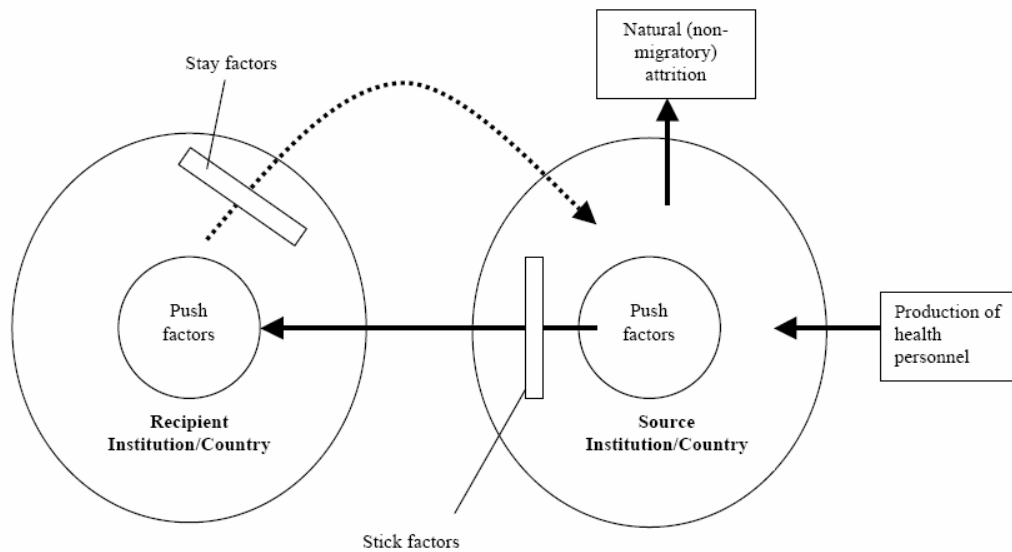 Natural (non-
migratory)
attrition
Stay factors
Push
factors
Push
factors
Production of
health
personnel
Recipient
Institution/Country
Source
Institution/Country
Stick factors